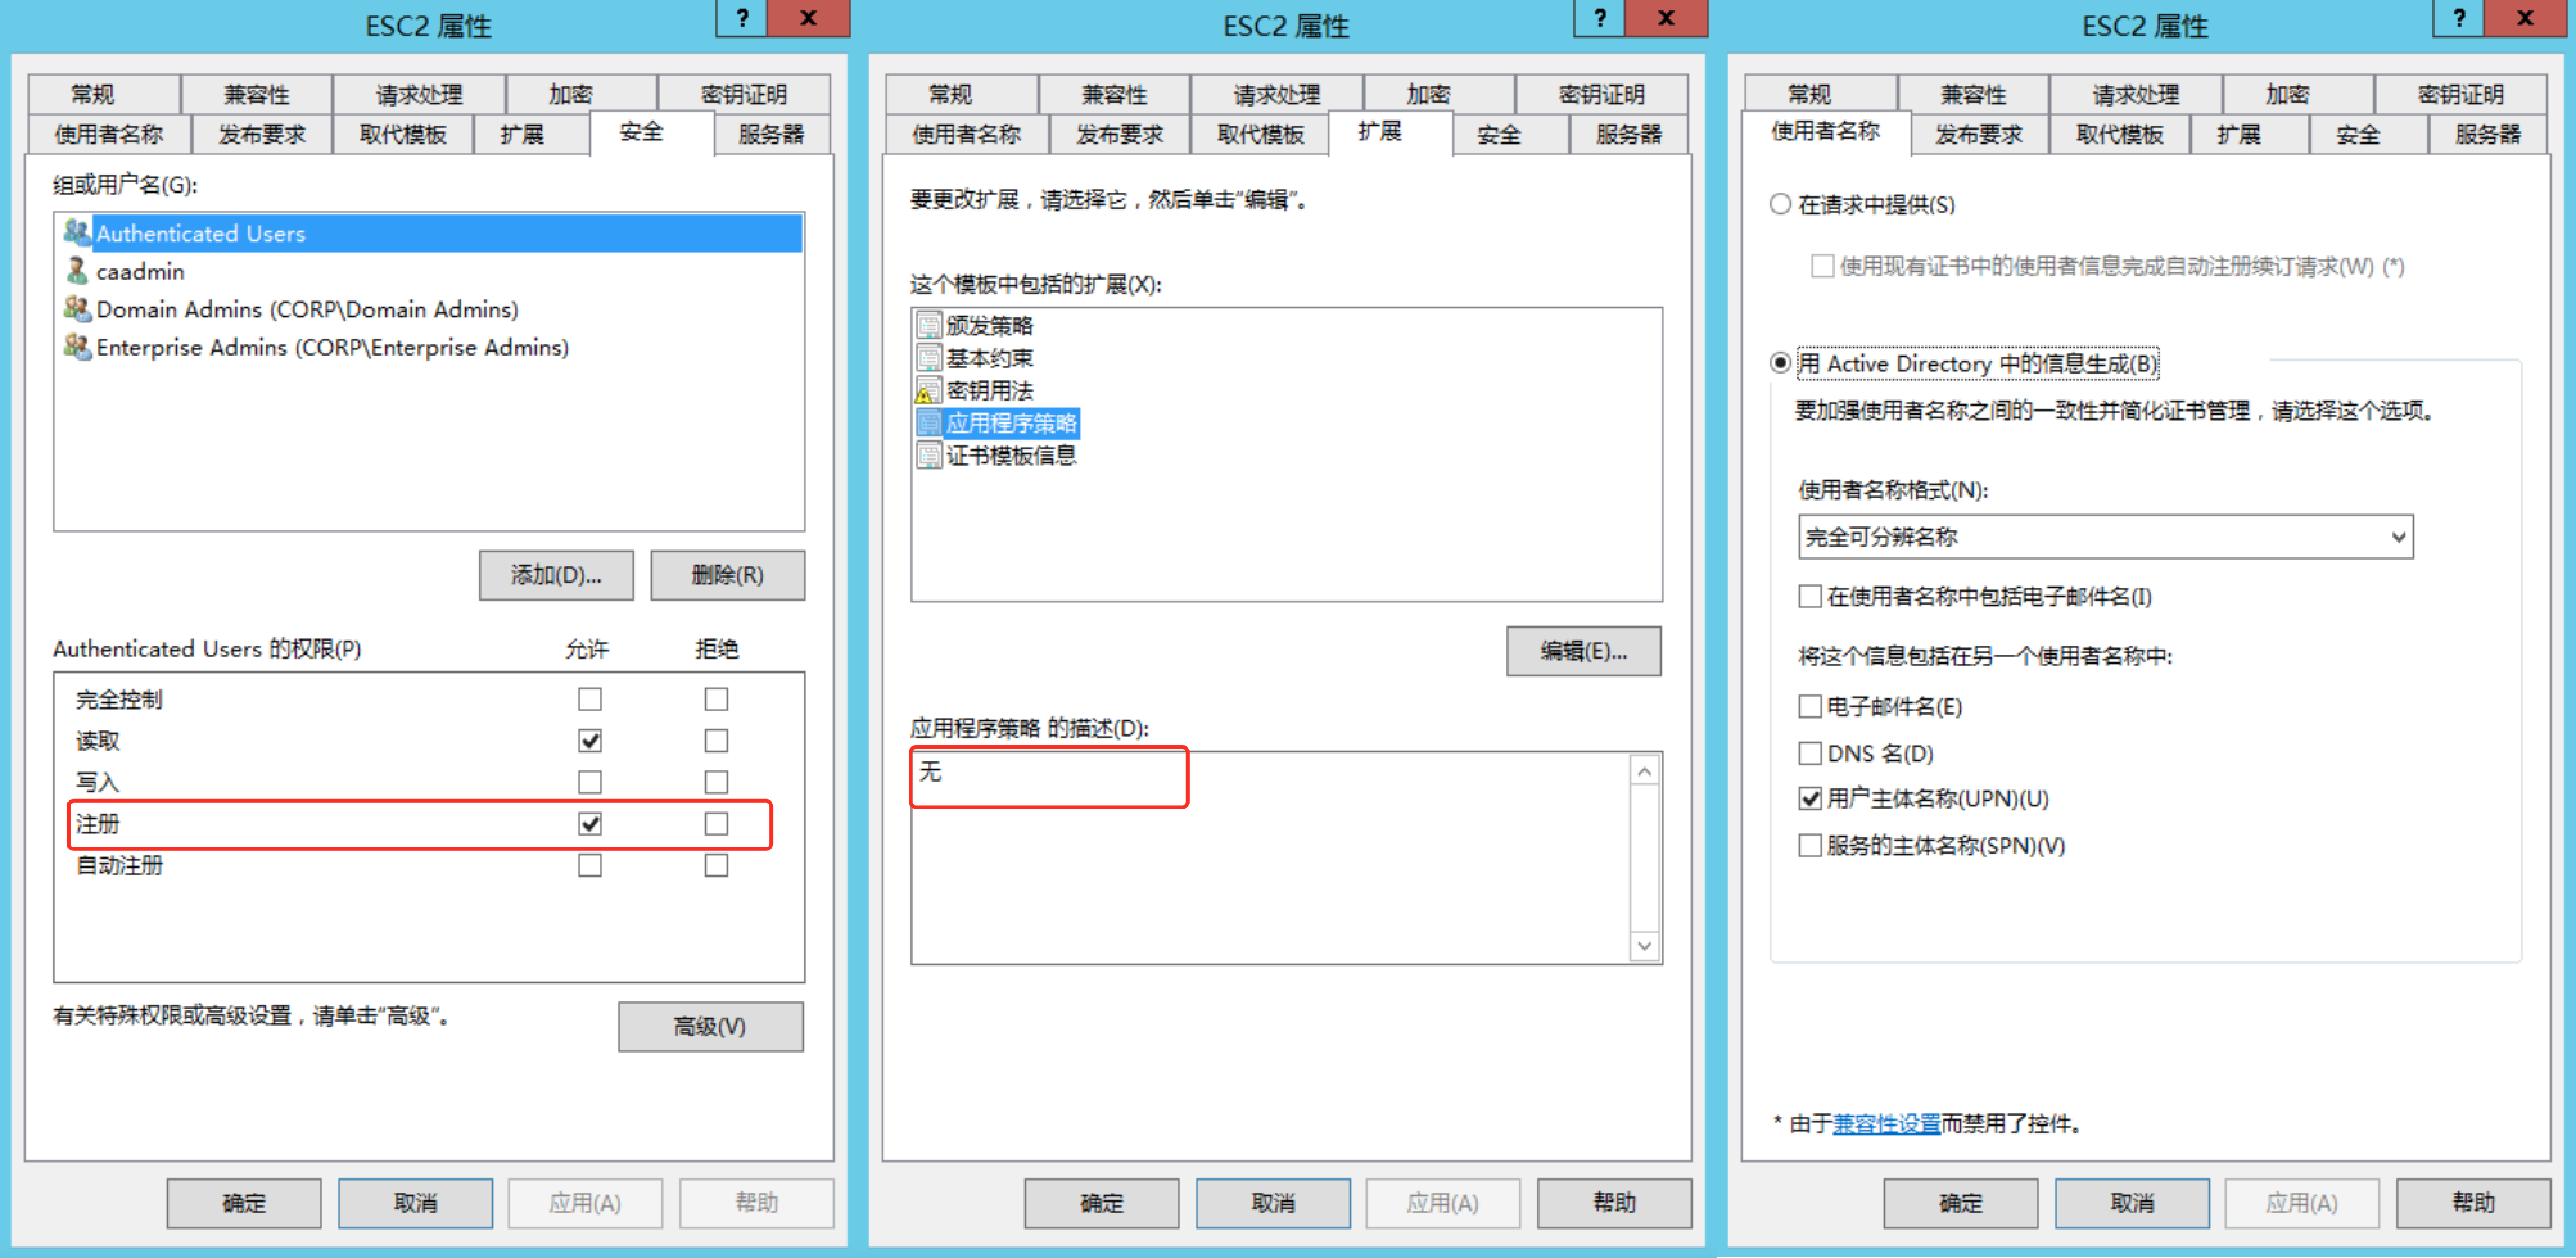 ESC2 属性
?
x
常规
兼容性
请求处理
加密
密钥证明
使用者名称
发布要求
取代模板
扩展
安全
服务器
组或用户名(G):
Authenticated Users
caadmin
Domain Admins (CORP\Domain Admins)
Enterprise Admins (CORP\Enterprise Admins)
添加(D)...
删除(R)
Authenticated Users 的权限(P)
允许
拒绝
完全控制
读取
写入
注册
自动注册
有关特殊权限或高级设置，请单击“高级”。
高级(V)
确定
取消
应用(A)
帮助
ESC2 属性
?
x
常规
兼容性
请求处理
加密
密钥证明
使用者名称
发布要求
取代模板
扩展
安全
服务器
要更改扩展，请选择它，然后单击“编辑”。
这个模板中包括的扩展(X):
颁发策略
基本约束
密钥用法
应用程序策略
证书模板信息
编辑(E)...
应用程序策略 的描述(D):
无
确定
取消
应用(A)
帮助
ESC2 属性
?
x
常规
兼容性
请求处理
加密
密钥证明
使用者名称
发布要求
取代模板
扩展
安全
服务器
在请求中提供(S)
使用现有证书中的使用者信息完成自动注册续订请求(W) (*)
用 Active Directory 中的信息生成(B)
要加强使用者名称之间的一致性并简化证书管理，请选择这个选项。
使用者名称格式(N):
完全可分辨名称
在使用者名称中包括电子邮件名(I)
将这个信息包括在另一个使用者名称中:
电子邮件名(E)
DNS 名(D)
用户主体名称(UPN)(U)
服务的主体名称(SPN)(V)
* 由于兼容性设置而禁用了控件。
确定
取消
应用(A)
帮助